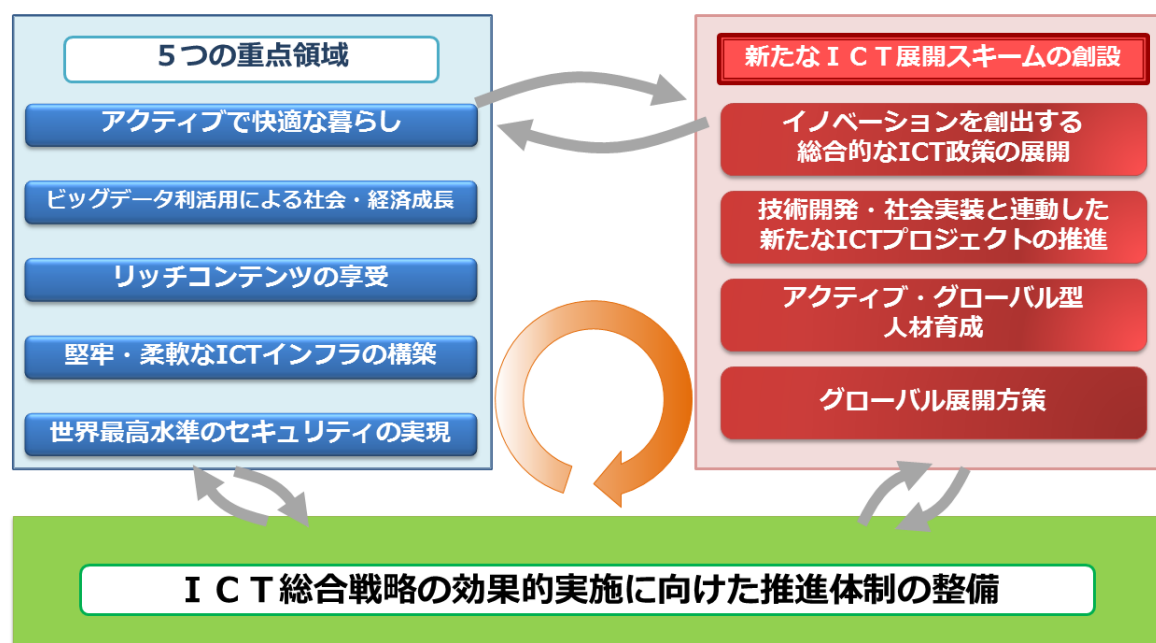 ５つの重点領域
アクティブで快適な暮らし
ビッグデータ利活用による社会・経済成長
リッチコンテンツの享受
堅牢・柔軟なICTインフラの構築
世界最高水準のセキュリティの実現
新たなＩＣＴ展開スキームの創設
イノベーションを創出する
総合的なICT政策の展開
技術開発・社会実装と連動した
新たなICTプロジェクトの推進
アクティブ・グローバル型
人材育成
グローバル展開方策
ＩＣＴ総合戦略の効果的実施に向けた推進体制の整備